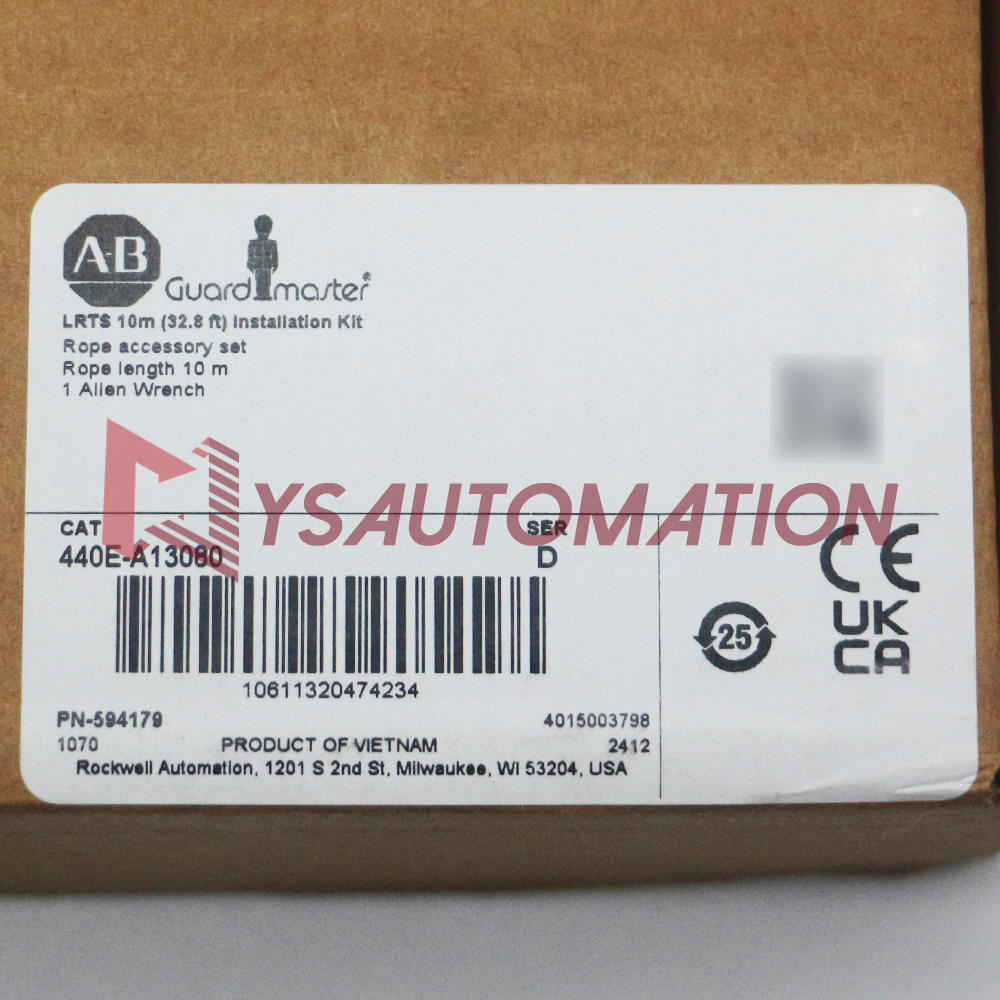 A-B
Guardmaster
LRTS 10m (32.8 ft) Installation Kit
Rope accessory set
Rope length 10 m
1 Allen Wrench
YSAUTOMATION
CAT SER
440E-A13080 D
CE
25
UK
CA
10611320474234
PN-594179 4015003798
1070 PRODUCT OF VIETNAM 2412
Rockwell Automation, 1201 S 2nd St, Milwaukee, WI 53204, USA